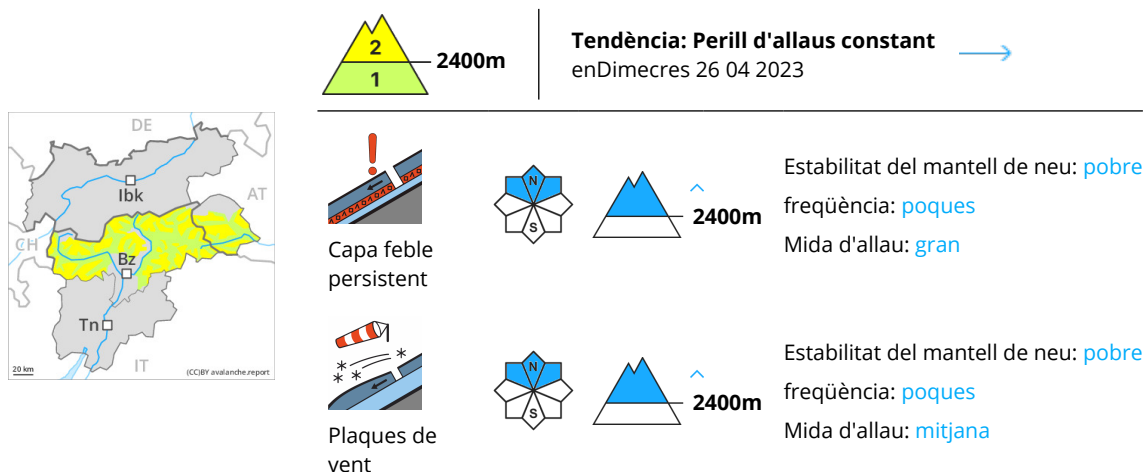 2
1
2400m
Tendència: Perill d'allaus constant
enDimecres 26 04 2023
DE
Ibk
AT
CH
Bz
Tn
IT
20 km
(CC)BY avalanche.report
Capa feble
persistent
N
S
2400m
Estabilitat del mantell de neu: pobre
freqüència: poques
Mida d'allau: gran
Plaques de
vent
N
S
2400m
Estabilitat del mantell de neu: pobre
freqüència: poques
Mida d'allau: mitjana